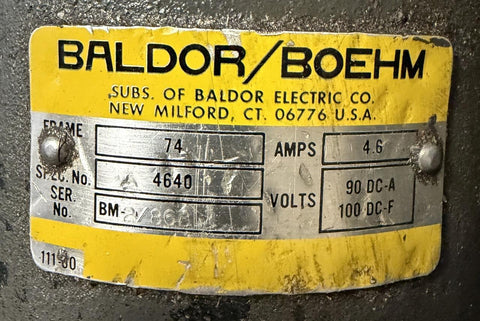 BALDOR/BOEHM
SUBS. OF BALDOR ELECTRIC CO.
NEW MILFORD, CT. 06776 U.S.A.
FRAME 74 AMPS 4.6
SPEC. No. 4640
SER. No. BM-
VOLTS 90 DC-A
100 DC-F
111-80